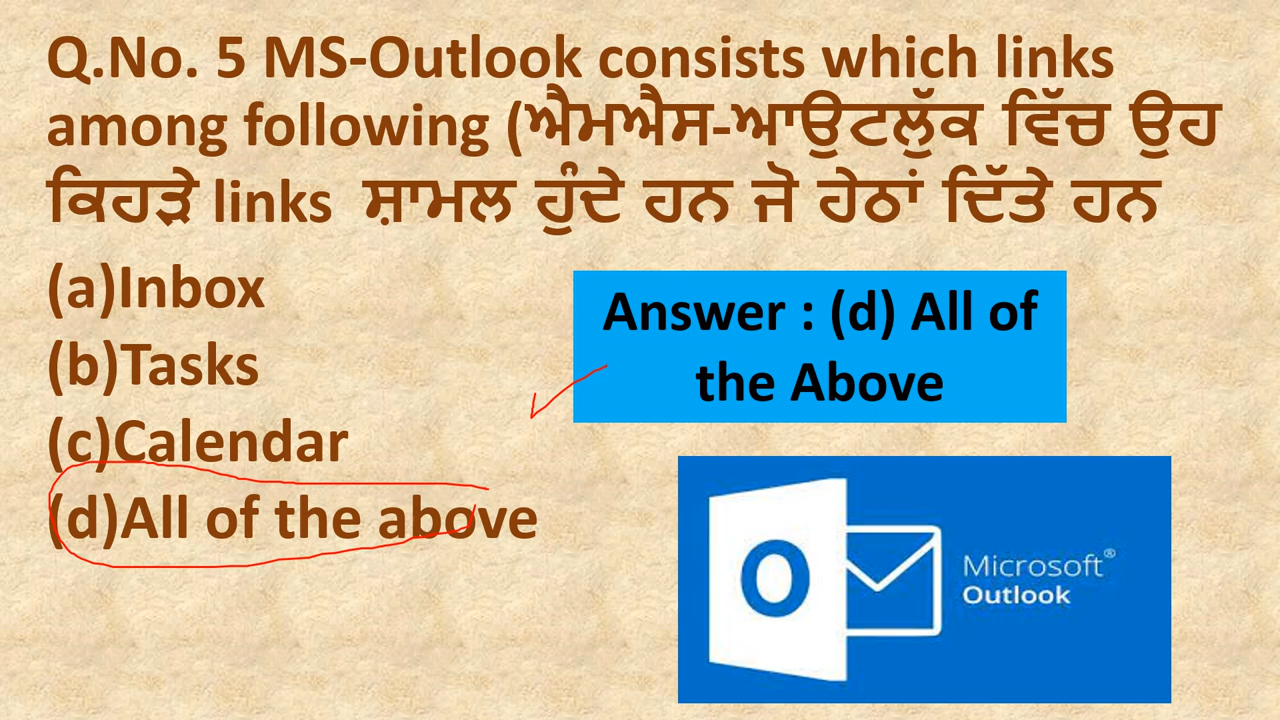 Q.No. 5 MS-Outlook consists which links
among following (ਐਮਐਸ-ਆਉਟਲੁੱਕ ਵਿੱਚ ਉਹ
ਕਿਹੜੇ links ਸ਼ਾਮਲ ਹੁੰਦੇ ਹਨ ਜੋ ਹੇਠਾਂ ਦਿੱਤੇ ਹਨ
(a)Inbox
(b)Tasks
(c)Calendar
(d)All of the above
Answer : (d) All of
the Above
Microsoft®
Outlook